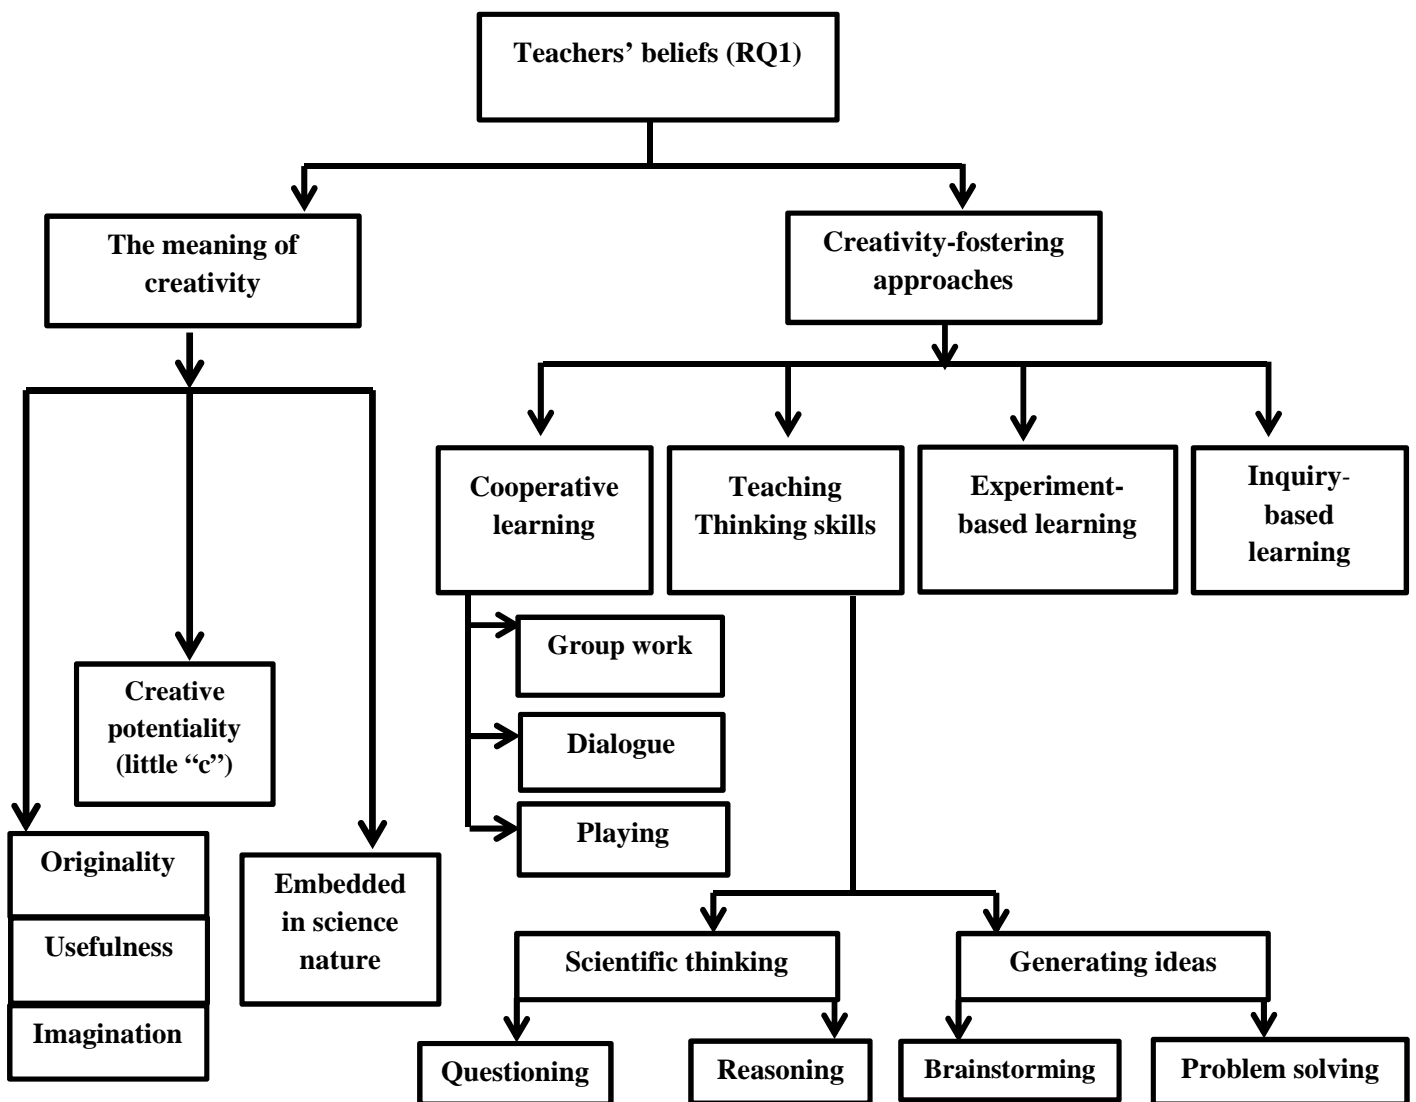 Teachers’ beliefs (RQ1)
The meaning of
creativity
Creativity-fostering
approaches
Cooperative
learning
Teaching
Thinking skills
Experiment-
based learning
Inquiry-
based
learning
Group work
Dialogue
Playing
Creative
potentiality
(little “c”)
Originality
Usefulness
Imagination
Embedded
in science
nature
Scientific thinking
Generating ideas
Questioning
Reasoning
Brainstorming
Problem solving